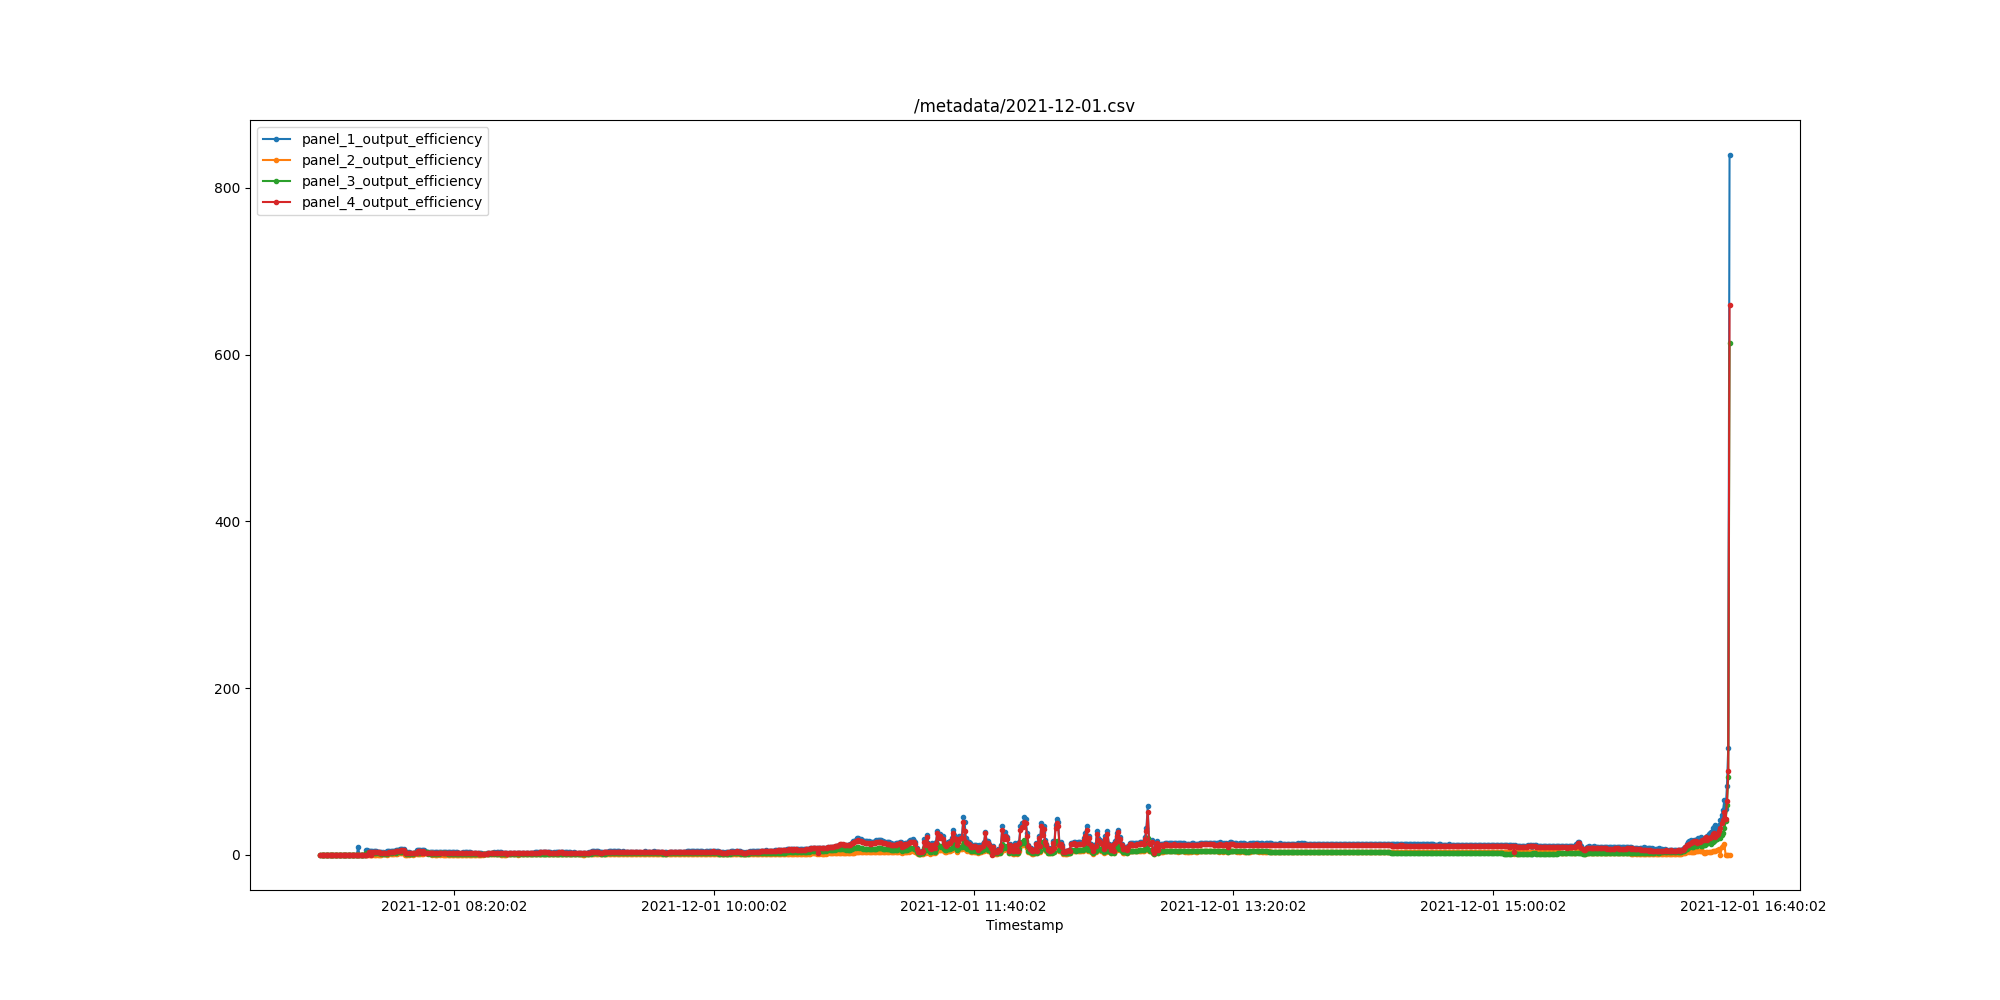 /metadata/2021-12-01.csv
panel_1_output_efficiency
panel_2_output_efficiency
panel_3_output_efficiency
panel_4_output_efficiency
800
600
400
200
0
2021-12-01 08:20:02 2021-12-01 10:00:02 2021-12-01 11:40:02 2021-12-01 13:20:02 2021-12-01 15:00:02 2021-12-01 16:40:02
Timestamp